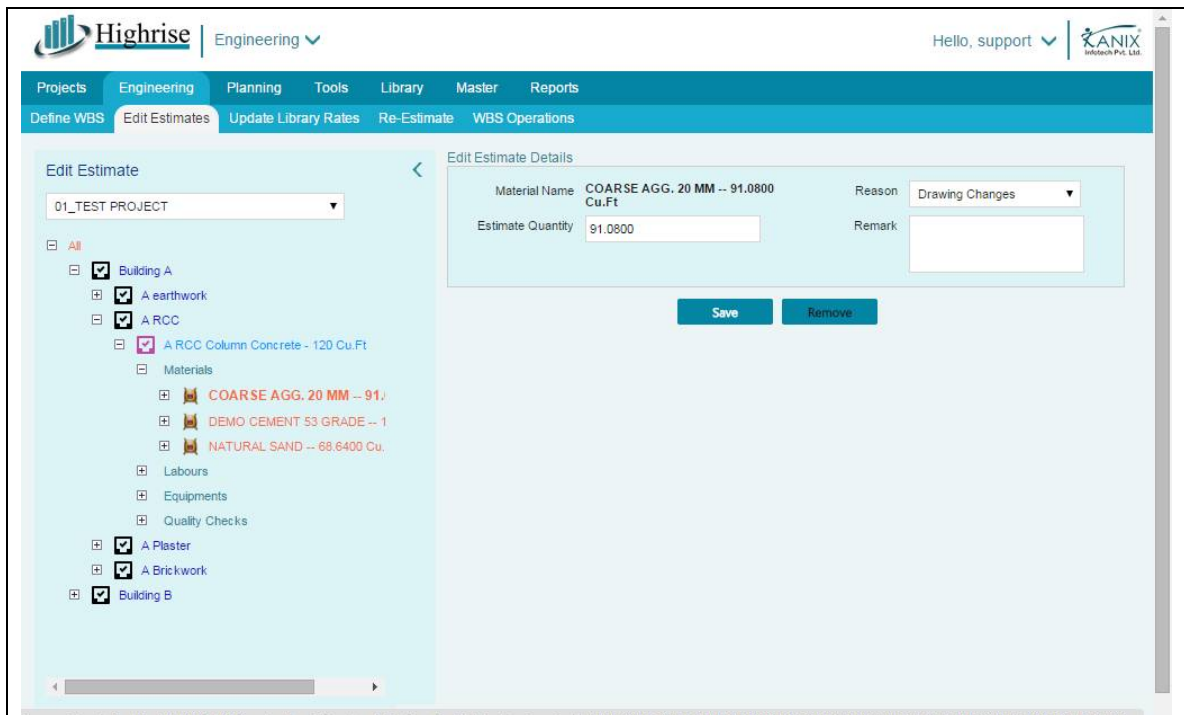 Highrise
Engineering
Hello, support
KANIX
Infotech Pvt. Ltd.
Projects Engineering Planning Tools Library Master Reports
Define WBS Edit Estimates Update Library Rates Re-Estimate WBS Operations
Edit Estimate
01_TEST PROJECT
All
Building A
A earthwork
A RCC
A RCC Column Concrete - 120 Cu.Ft
Materials
COARSE AGG. 20 MM -- 91.
DEMO CEMENT 53 GRADE -- 1
NATURAL SAND -- 68.6400 Cu.
Labours
Equipments
Quality Checks
A Plaster
A Brickwork
Building B
Edit Estimate Details
Material Name COARSE AGG. 20 MM -- 91.0800
Cu.Ft
Reason Drawing Changes
Estimate Quantity 91.0800
Remark
Save Remove